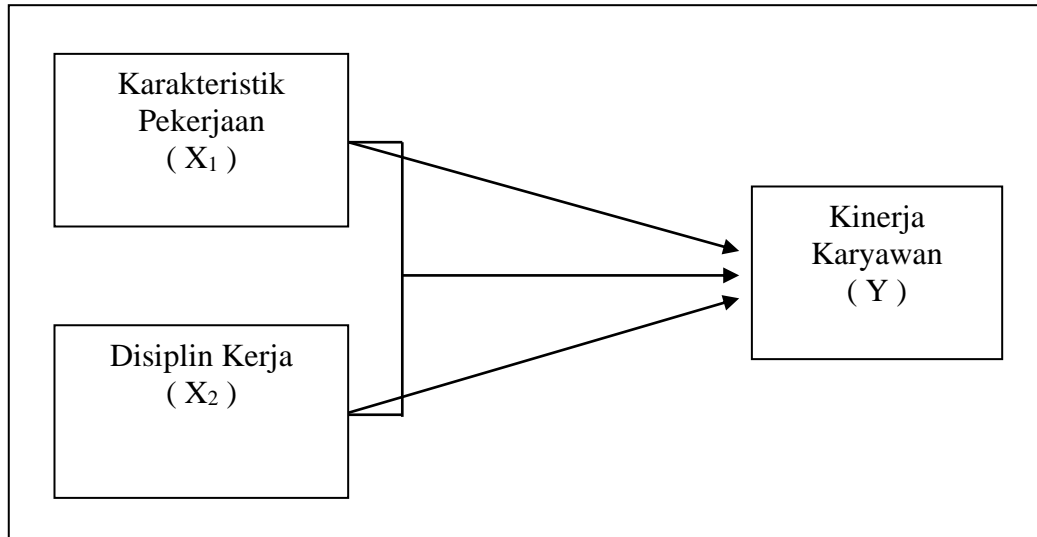 Karakteristik
Pekerjaan
( X₁ )
Disiplin Kerja
( X₂ )
Kinerja
Karyawan
( Y )